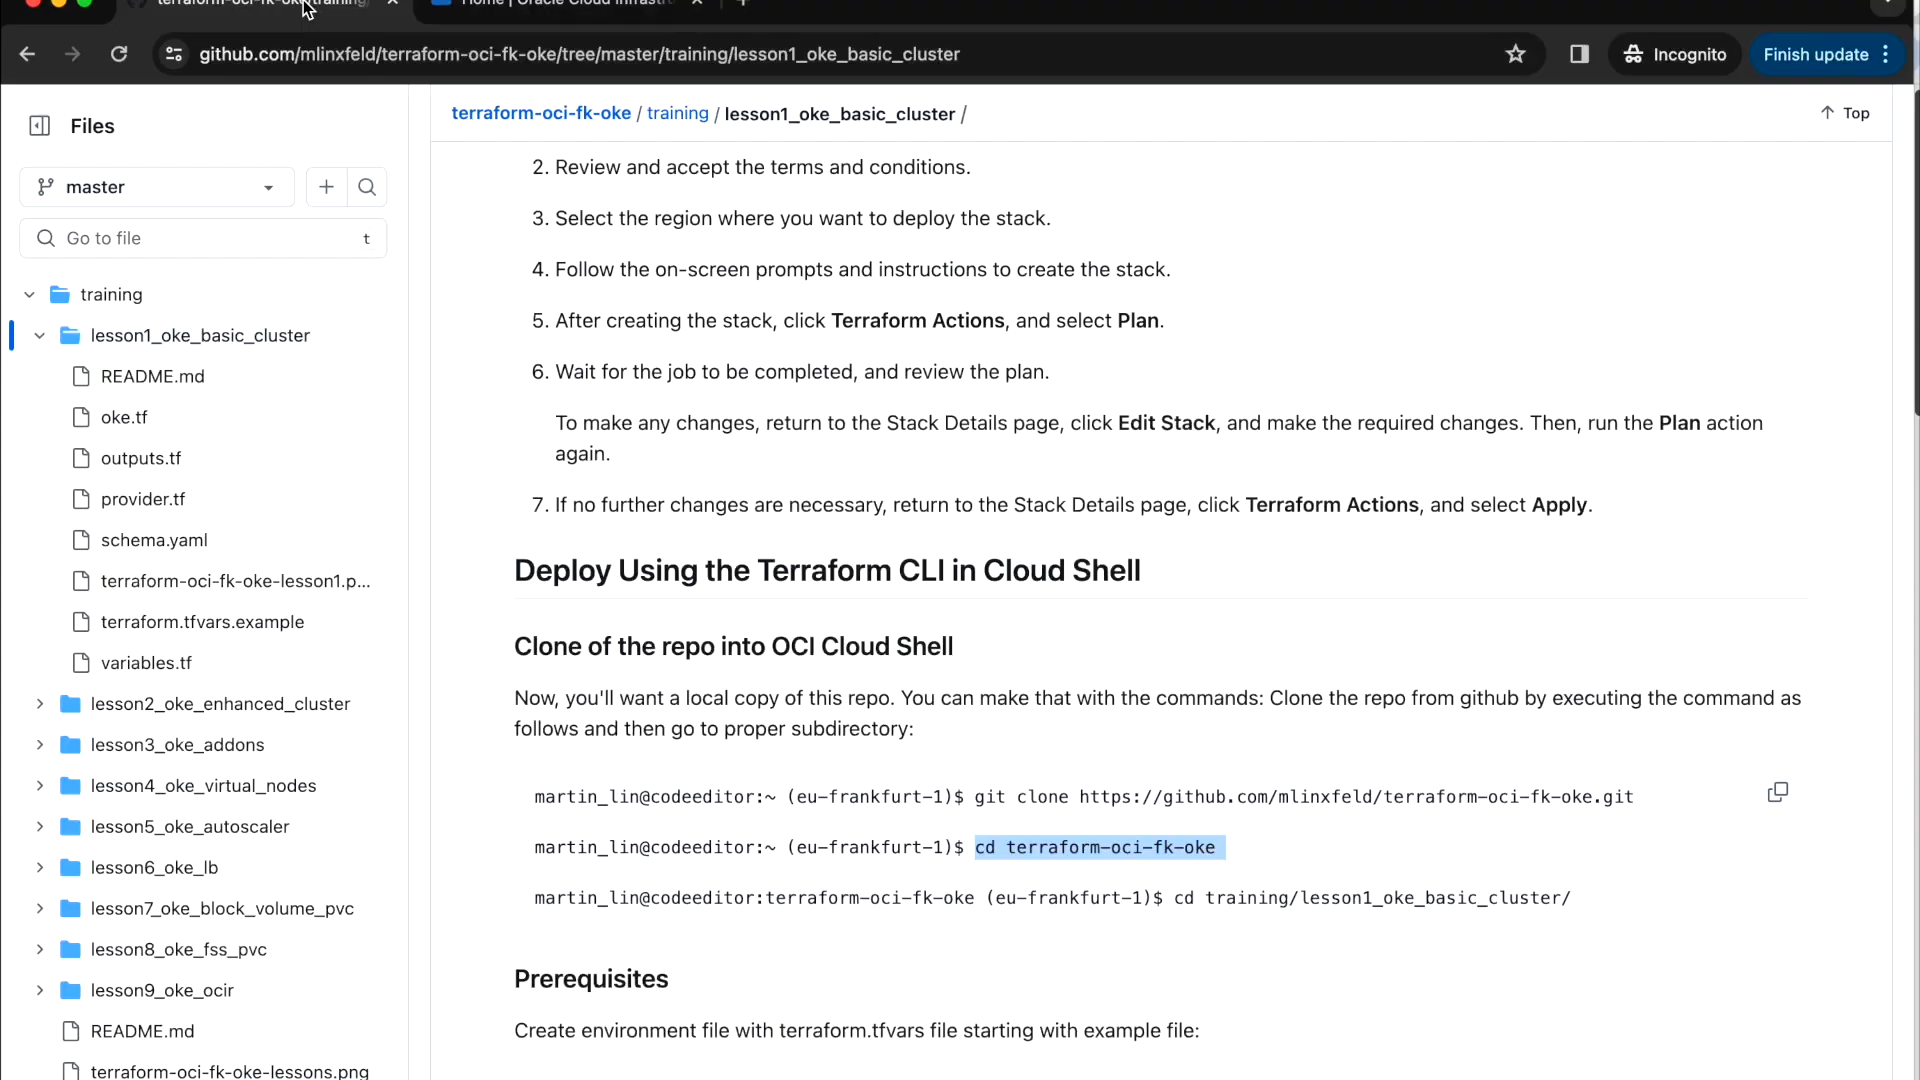 terraform-oci-fk-oke/training/
Home | Oracle Cloud Infrastru
github.com/mlinxfeld/terraform-oci-fk-oke/tree/master/training/lesson1_oke_basic_cluster
Incognito
Finish update
Files
master
Go to file
t
training
lesson1_oke_basic_cluster
README.md
oke.tf
outputs.tf
provider.tf
schema.yaml
terraform-oci-fk-oke-lesson1.p...
terraform.tfvars.example
variables.tf
lesson2_oke_enhanced_cluster
lesson3_oke_addons
lesson4_oke_virtual_nodes
lesson5_oke_autoscaler
lesson6_oke_lb
lesson7_oke_block_volume_pvc
lesson8_oke_fss_pvc
lesson9_oke_ocir
README.md
terraform-oci-fk-oke-lessons.png
terraform-oci-fk-oke / training / lesson1_oke_basic_cluster /
Top
2. Review and accept the terms and conditions.
3. Select the region where you want to deploy the stack.
4. Follow the on-screen prompts and instructions to create the stack.
5. After creating the stack, click Terraform Actions, and select Plan.
6. Wait for the job to be completed, and review the plan.
To make any changes, return to the Stack Details page, click Edit Stack, and make the required changes. Then, run the Plan action
again.
7. If no further changes are necessary, return to the Stack Details page, click Terraform Actions, and select Apply.
Deploy Using the Terraform CLI in Cloud Shell
Clone of the repo into OCI Cloud Shell
Now, you'll want a local copy of this repo. You can make that with the commands: Clone the repo from github by executing the command as
follows and then go to proper subdirectory:
martin_lin@codeeditor:~ (eu-frankfurt-1)$ git clone https://github.com/mlinxfeld/terraform-oci-fk-oke.git
martin_lin@codeeditor:~ (eu-frankfurt-1)$ cd terraform-oci-fk-oke
martin_lin@codeeditor:terraform-oci-fk-oke (eu-frankfurt-1)$ cd training/lesson1_oke_basic_cluster/
Prerequisites
Create environment file with terraform.tfvars file starting with example file: